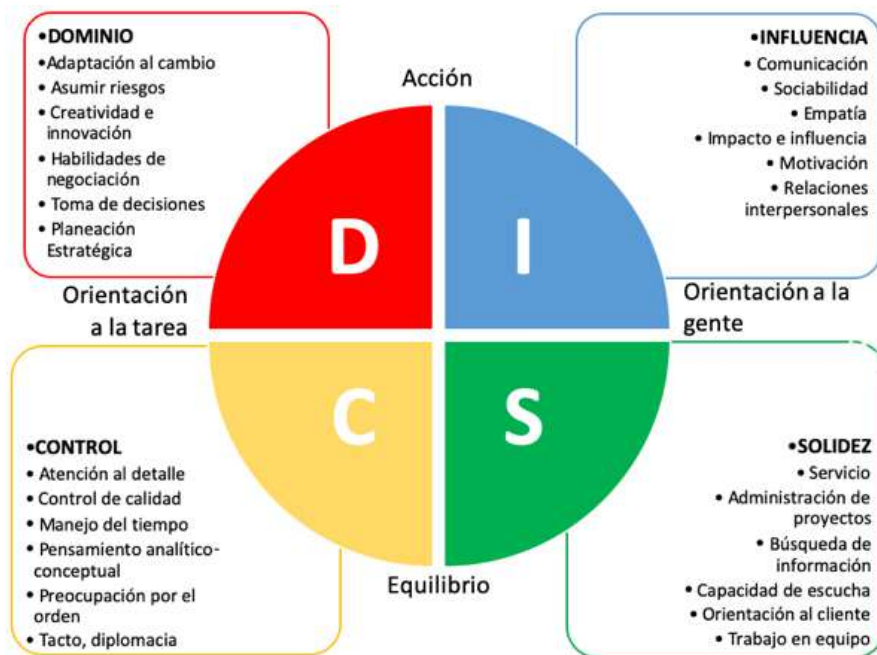 •DOMINIO
•Adaptación al cambio
• Asumir riesgos
• Creatividad e
innovación
• Habilidades de
negociación
• Toma de decisiones
• Planeación
Estratégica
Acción
•INFLUENCIA
• Comunicación
• Sociabilidad
• Empatía
• Impacto e influencia
• Motivación
• Relaciones
interpersonales
D
I
Orientación
a la tarea
Orientación a la
gente
C
S
•CONTROL
• Atención al detalle
• Control de calidad
• Manejo del tiempo
• Pensamiento analítico-
conceptual
• Preocupación por el
orden
• Tacto, diplomacia
Equilibrio
•SOLIDEZ
• Servicio
• Administración de
proyectos
• Búsqueda de
información
• Capacidad de escucha
• Orientación al cliente
• Trabajo en equipo